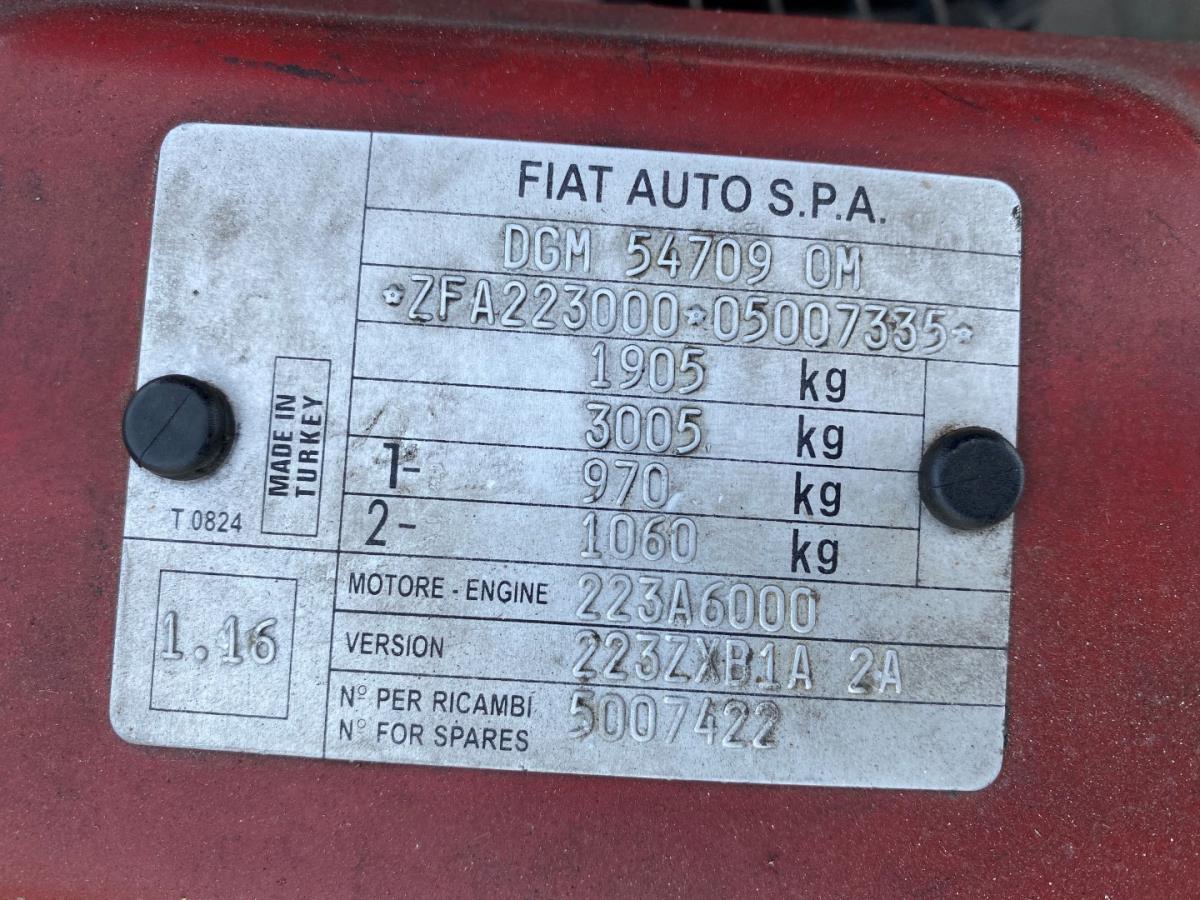 FIAT AUTO S.P.A.
DGM 54709 OM
*ZFA223000*05007335*
1905 kg
3005 kg
1- 970 kg
2- 1060 kg
MADE IN
TURKEY
T 0824
MOTORE - ENGINE 223A6000
VERSION 223ZXB1A 2A
N° PER RICAMBI
N° FOR SPARES
5007422
1.16